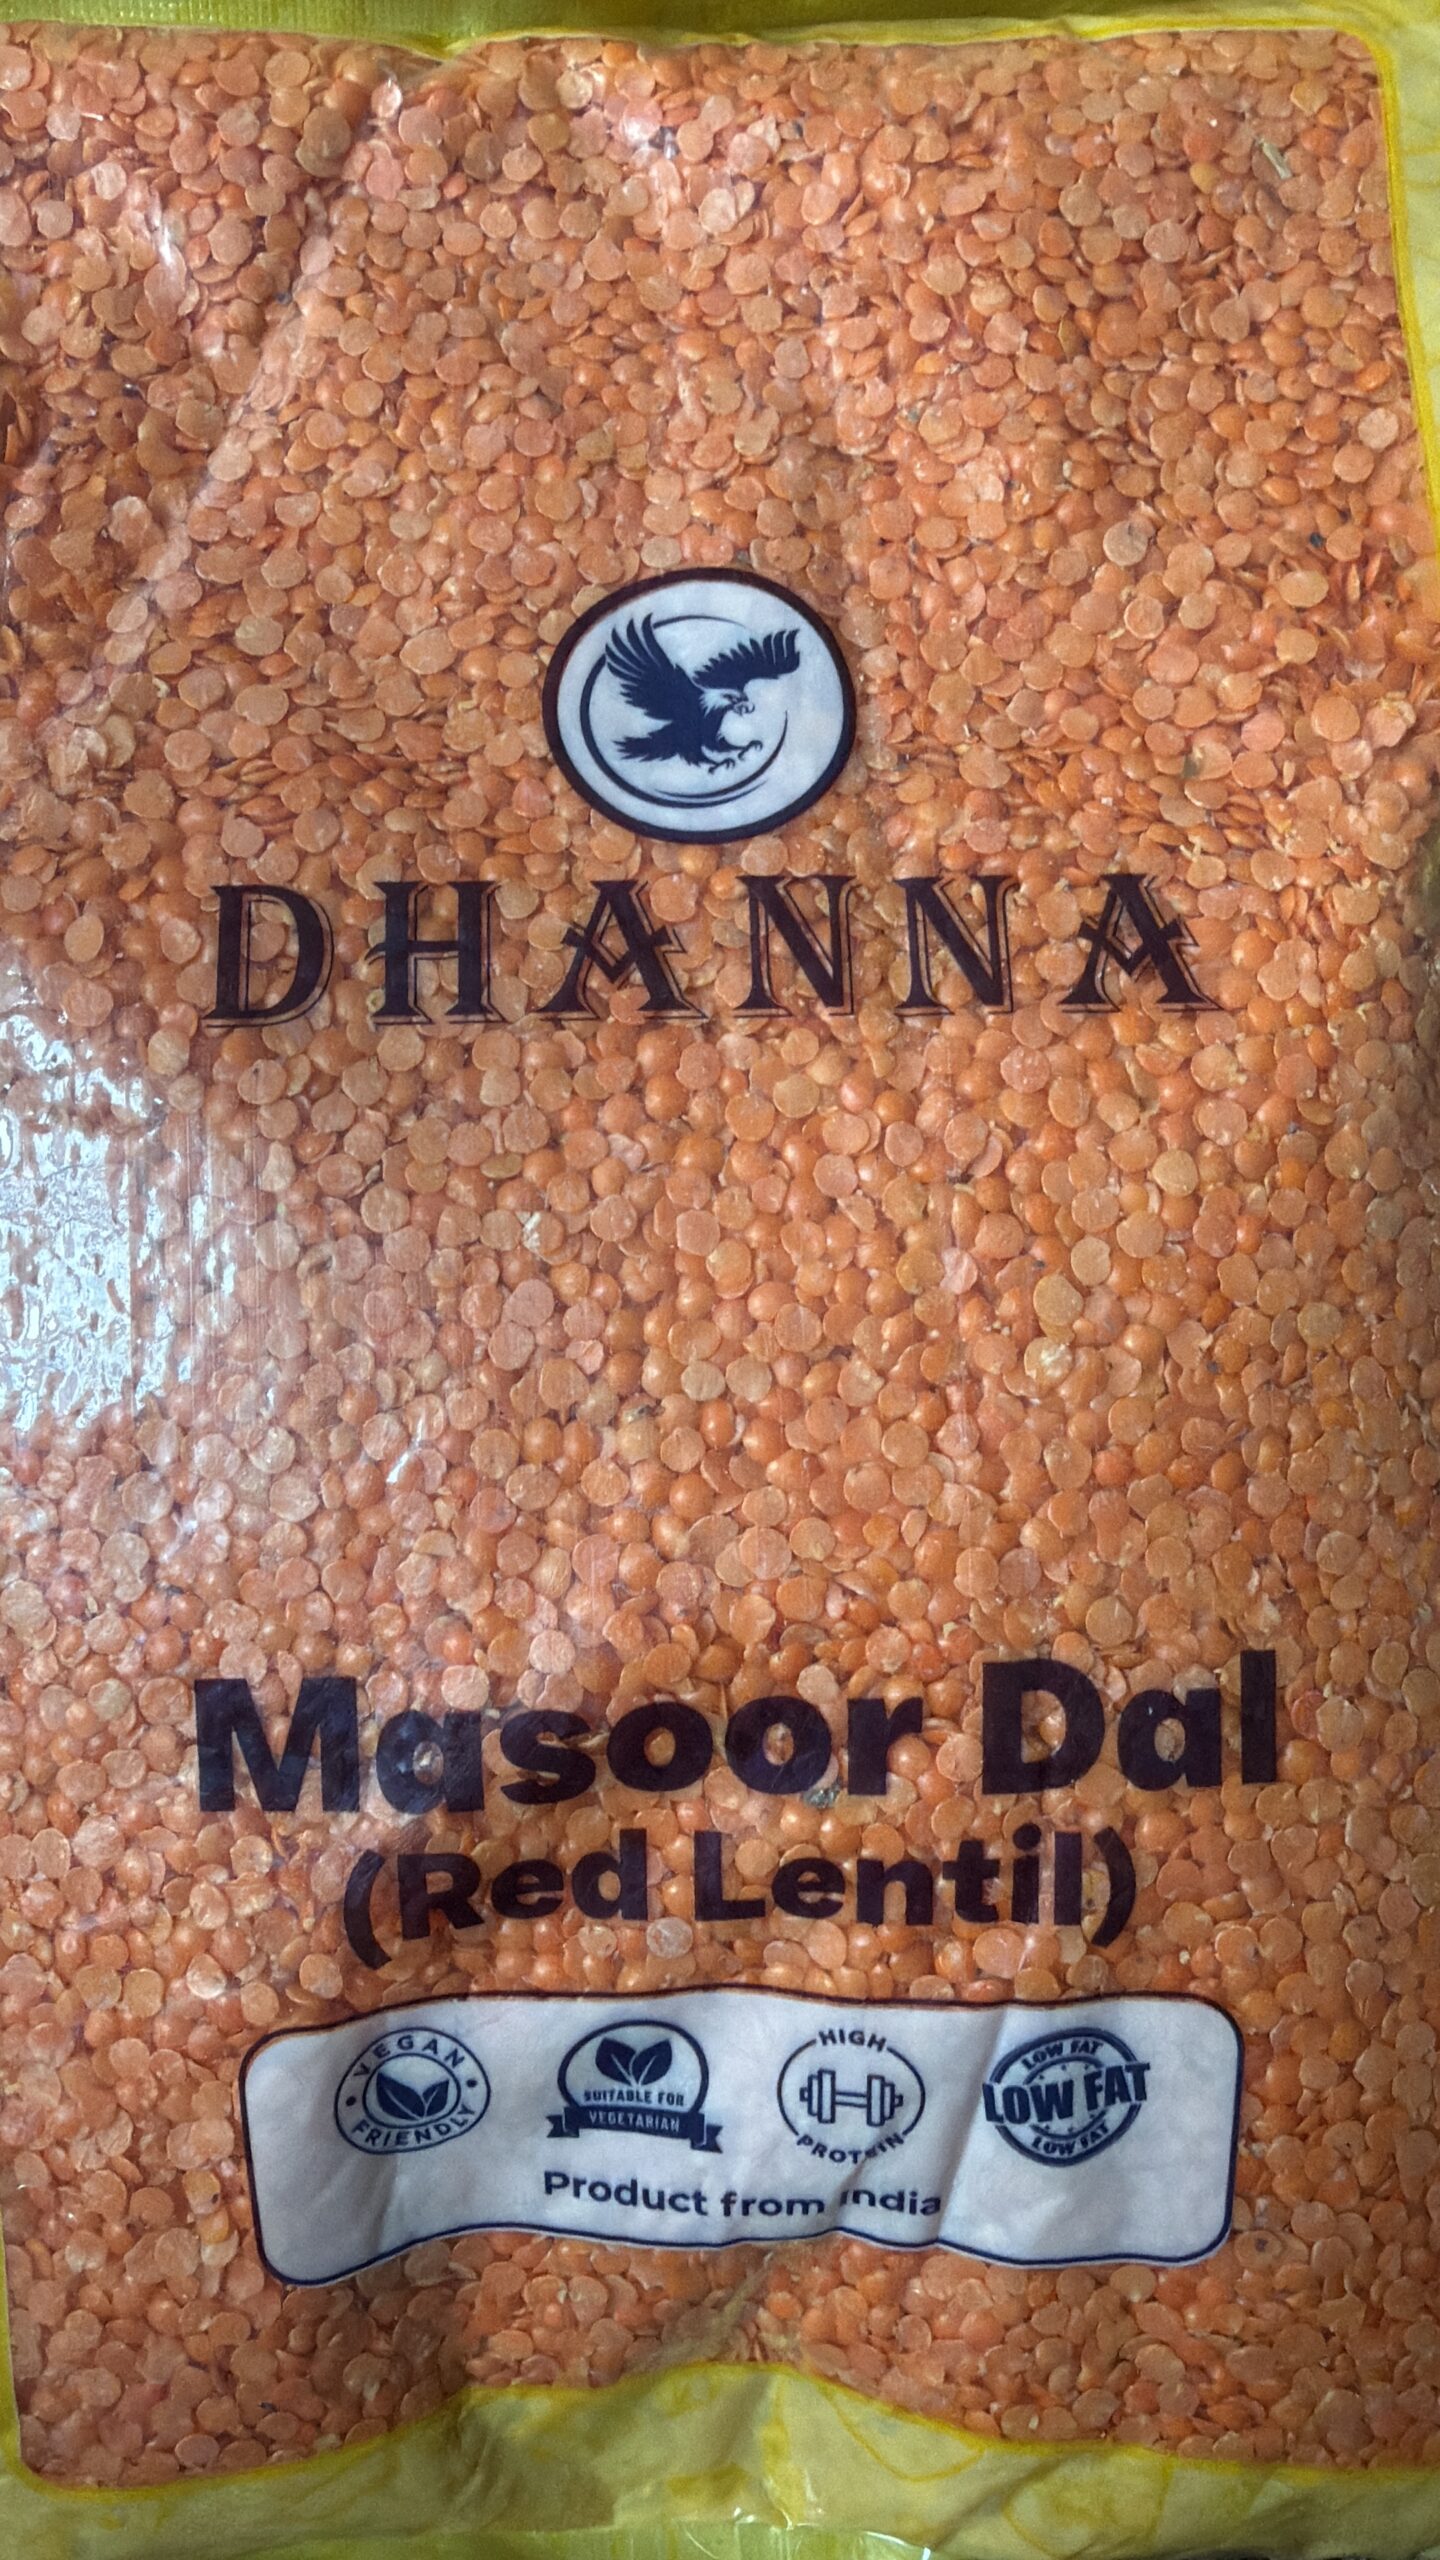 DHANNA
Masoor Dal
(Red Lentil)
VEGAN
FRIENDLY
SUITABLE FOR
VEGETARIAN
HIGH
PROTEIN
LOW FAT
LOW FAT
LOW FAT
Product from India